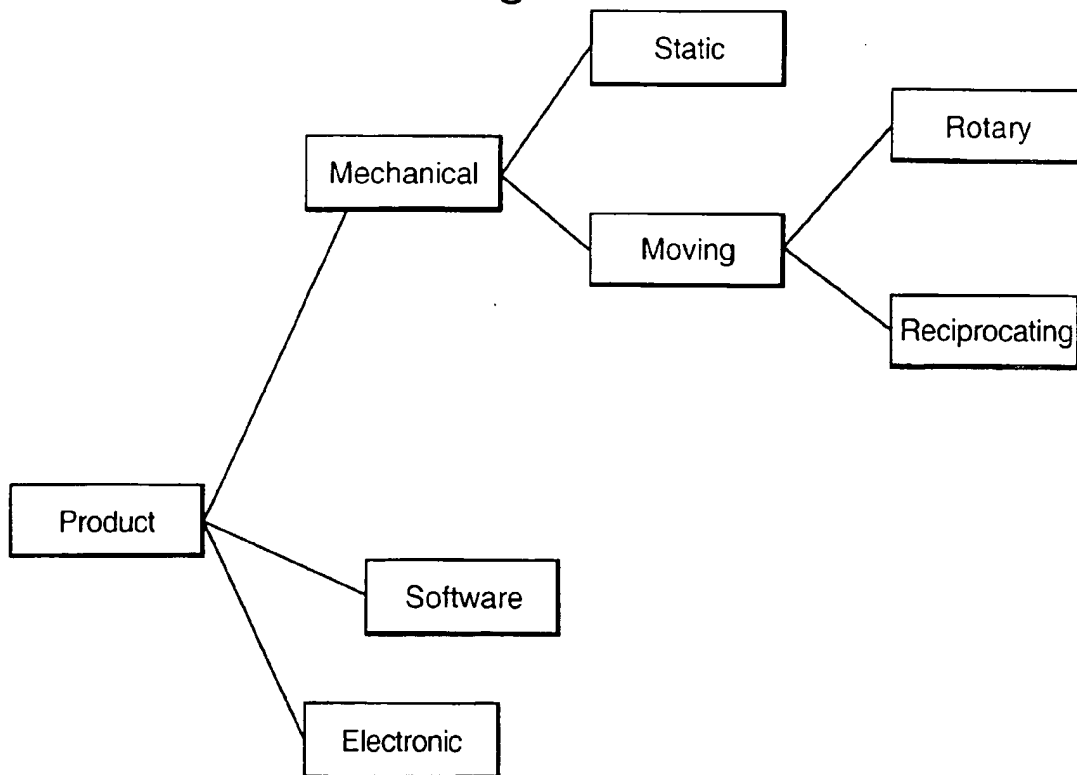 Static
Rotary
Mechanical
Moving
Reciprocating
Product
Software
Electronic